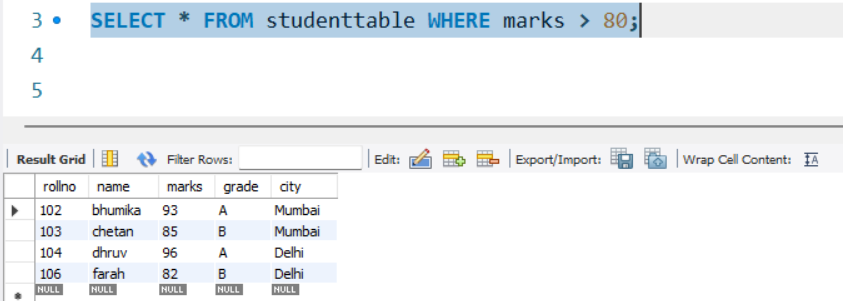 3 SELECT * FROM studenttable WHERE marks > 80;
4
5
Result Grid Filter Rows: Edit: Export/Import: Wrap Cell Content: IA
rollno name marks grade city
102 bhumika 93 A Mumbai
103 chetan 85 B Mumbai
104 dhruv 96 A Delhi
106 farah 82 B Delhi
NULL NULL NULL NULL NULL